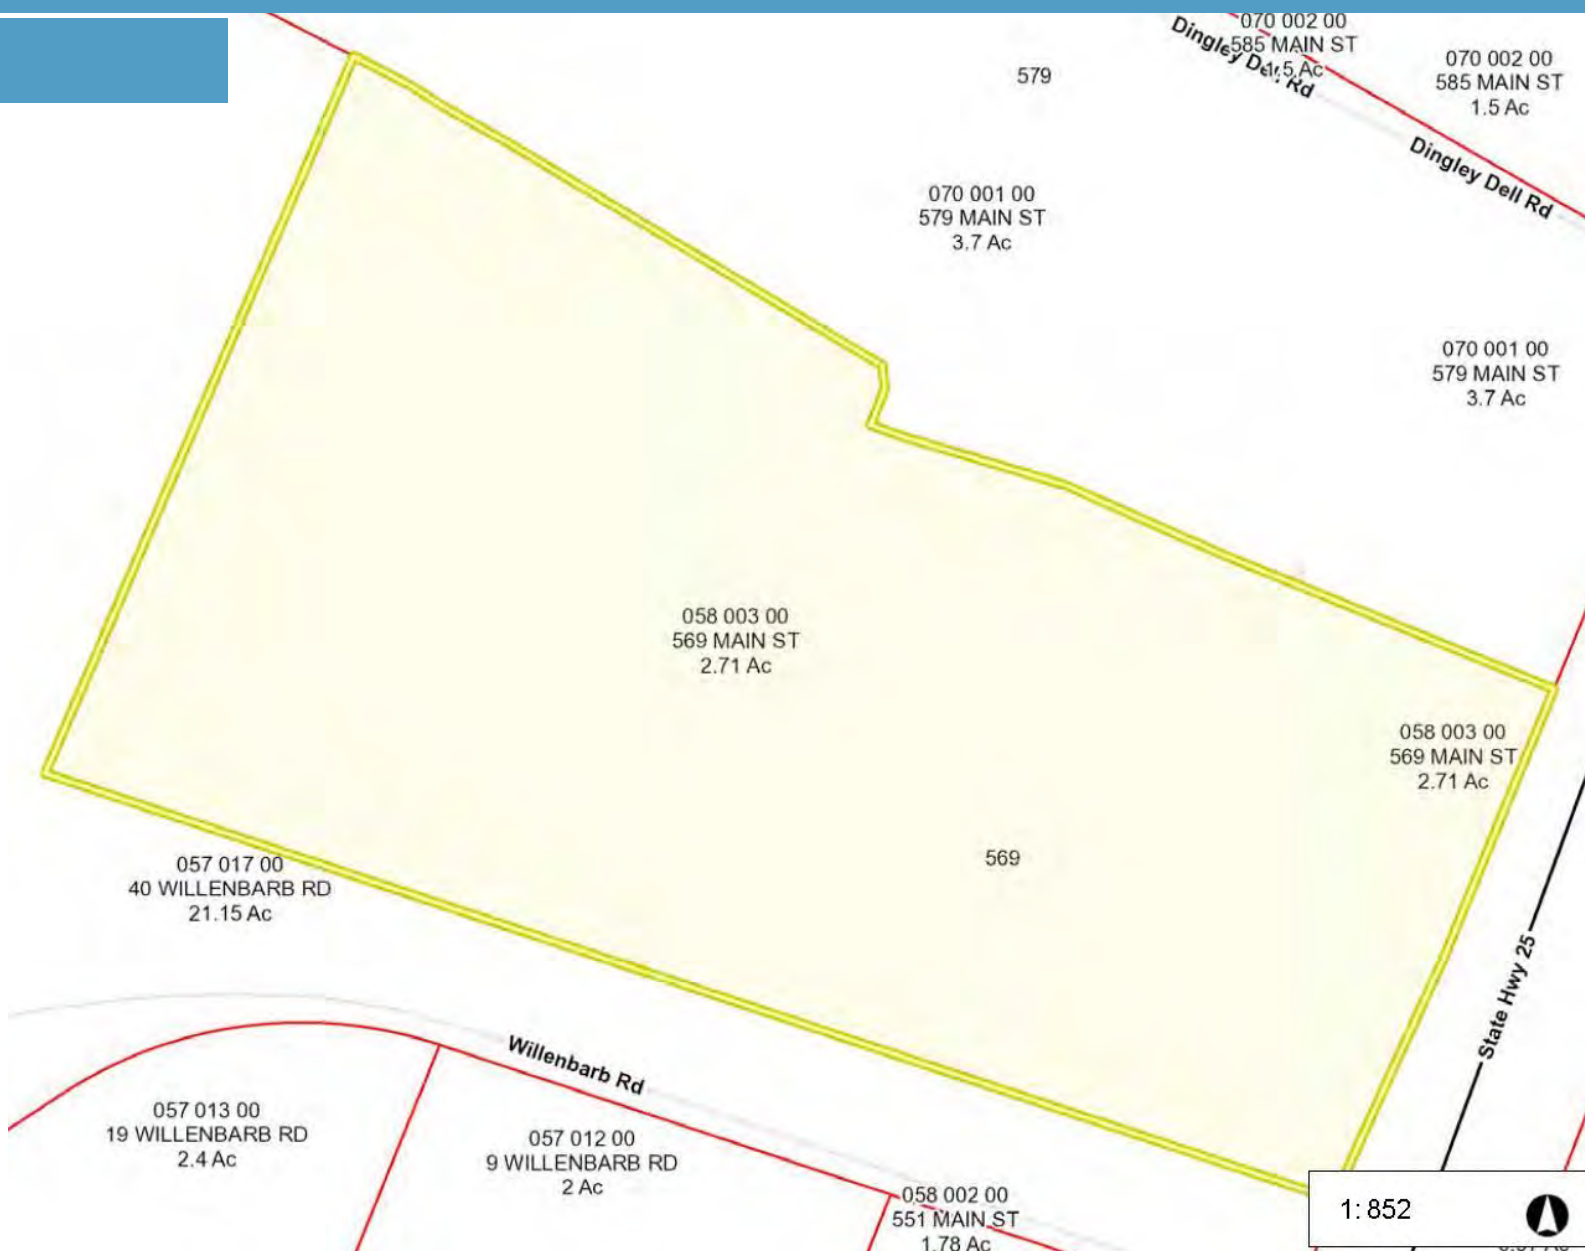 070 002 00
585 MAIN ST
1.5 Ac
Dingley Dell Rd
070 002 00
585 MAIN ST
1.5 Ac
579
Dingley Dell Rd
070 001 00
579 MAIN ST
3.7 Ac
070 001 00
579 MAIN ST
3.7 Ac
058 003 00
569 MAIN ST
2.71 Ac
058 003 00
569 MAIN ST
2.71 Ac
569
057 017 00
40 WILLENBARB RD
21.15 Ac
State Hwy 25
Willenbarb Rd
057 013 00
19 WILLENBARB RD
2.4 Ac
057 012 00
9 WILLENBARB RD
2 Ac
058 002 00
551 MAIN ST
1.78 Ac
1: 852